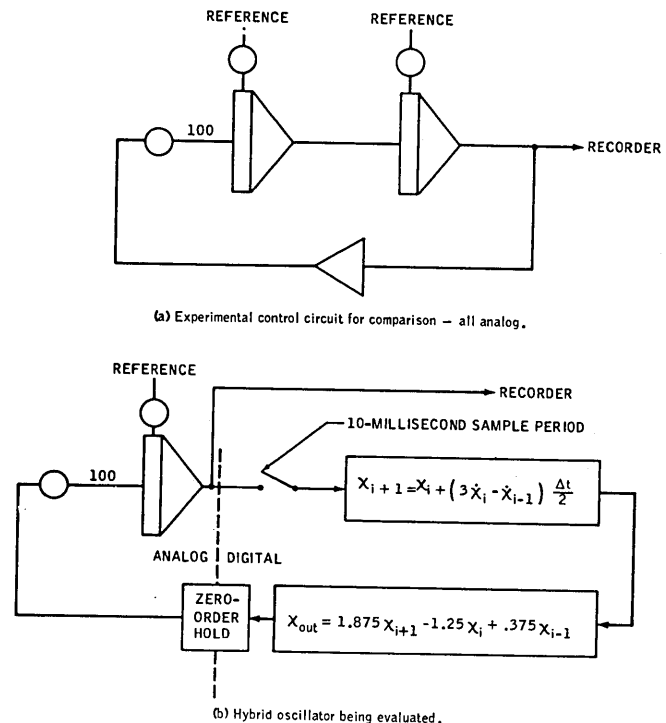 REFERENCE REFERENCE
100
RECORDER
(a) Experimental control circuit for comparison — all analog.
REFERENCE
RECORDER
10-MILLISECOND SAMPLE PERIOD
100
X_{i+1} = X_i + (3Ẋ_i - Ẋ_{i-1}) Δt/2
ANALOG DIGITAL
ZERO-
ORDER
HOLD
X_{out} = 1.875 X_{i+1} -1.25 X_i + .375 X_{i-1}
(b) Hybrid oscillator being evaluated.